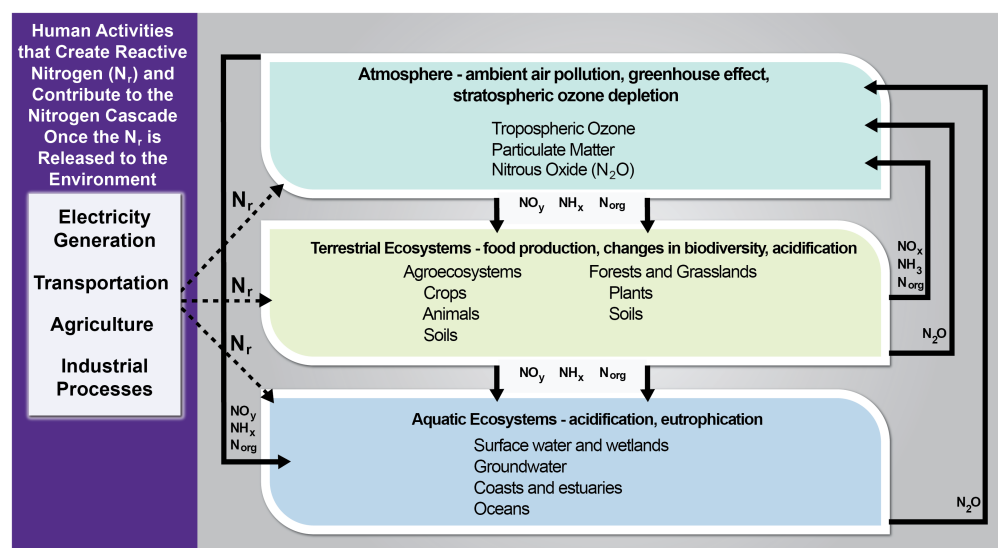 Human Activities
that Create Reactive
Nitrogen (Nr) and
Contribute to the
Nitrogen Cascade
Once the Nr is
Released to the
Environment
Electricity
Generation
Transportation
Agriculture
Industrial
Processes
Nr
Nr
Nr
Atmosphere - ambient air pollution, greenhouse effect,
stratospheric ozone depletion
Tropospheric Ozone
Particulate Matter
Nitrous Oxide (N2O)
NOy NHx Norg
Terrestrial Ecosystems - food production, changes in biodiversity, acidification
Agroecosystems
Crops
Animals
Soils
Forests and Grasslands
Plants
Soils
NOx
NH3
Norg
N2O
NOy NHx Norg
NOy
NHx
Norg
Aquatic Ecosystems - acidification, eutrophication
Surface water and wetlands
Groundwater
Coasts and estuaries
Oceans
N2O